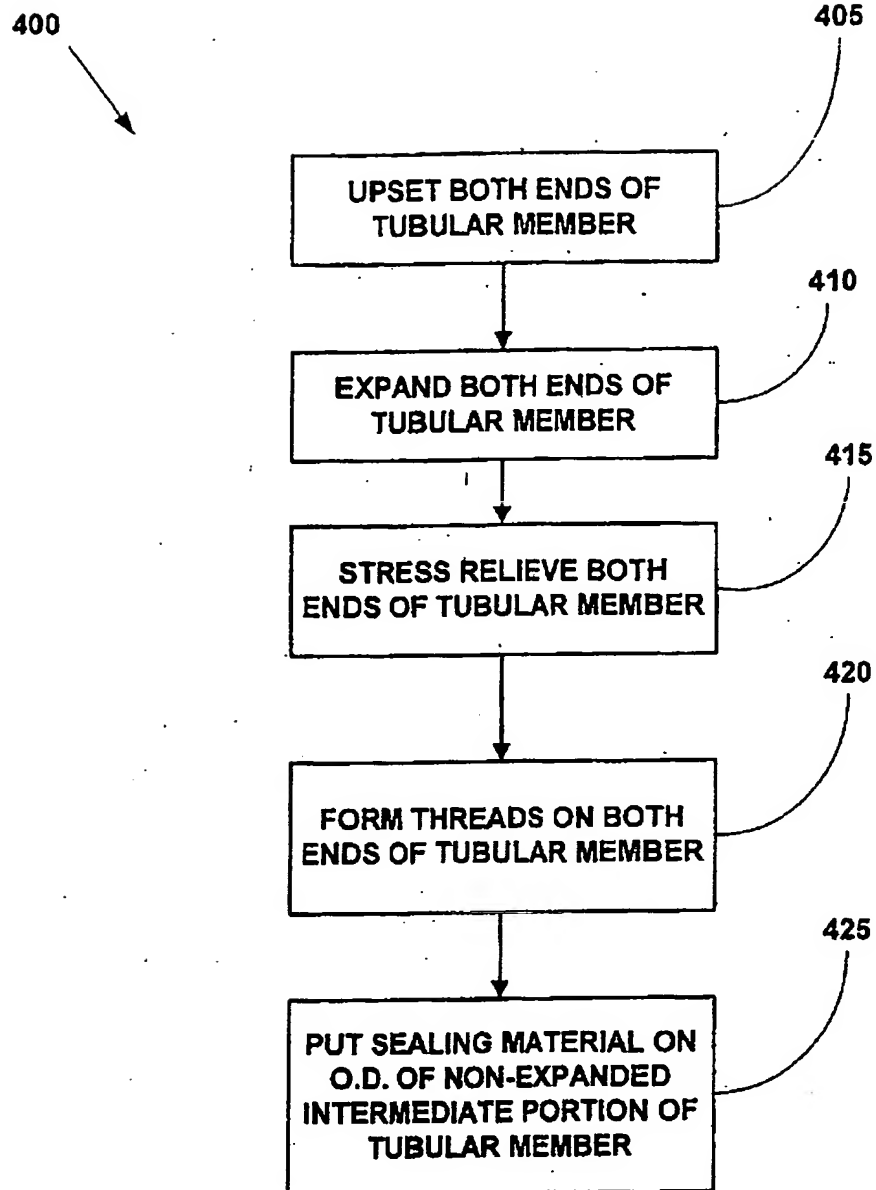 400
405
UPSET BOTH ENDS OF
TUBULAR MEMBER
410
EXPAND BOTH ENDS OF
TUBULAR MEMBER
415
STRESS RELIEVE BOTH
ENDS OF TUBULAR MEMBER
420
FORM THREADS ON BOTH
ENDS OF TUBULAR MEMBER
425
PUT SEALING MATERIAL ON
O.D. OF NON-EXPANDED
INTERMEDIATE PORTION OF
TUBULAR MEMBER